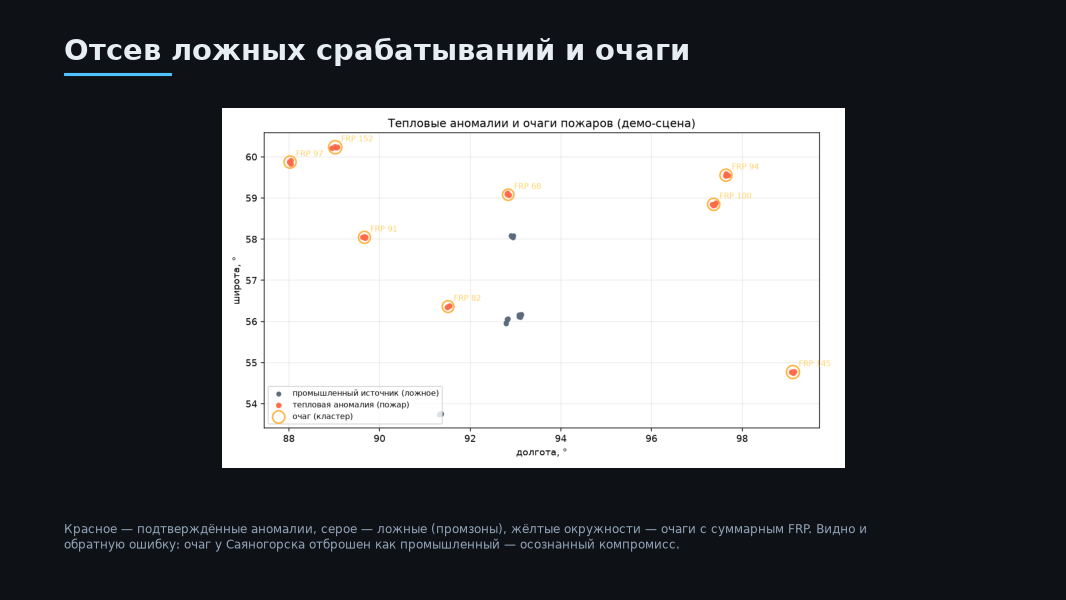 Отсев ложных срабатываний и очаги
Тепловые аномалии и очаги пожаров (демо-сцена)
FRP 152
FRP 97
60
FRP 94
FRP 68
FRP 100
59
FRP 91
58
широта, °
57
FRP 82
56
FRP 145
55
промышленный источник (ложное)
тепловая аномалия (пожар)
очаг (кластер)
54
88
90
92
94
96
98
долгота, °
Красное — подтверждённые аномалии, серое — ложные (промзоны), жёлтые окружности — очаги с суммарным FRP. Видно и
обратную ошибку: очаг у Саяногорска отброшен как промышленный — осознанный компромисс.